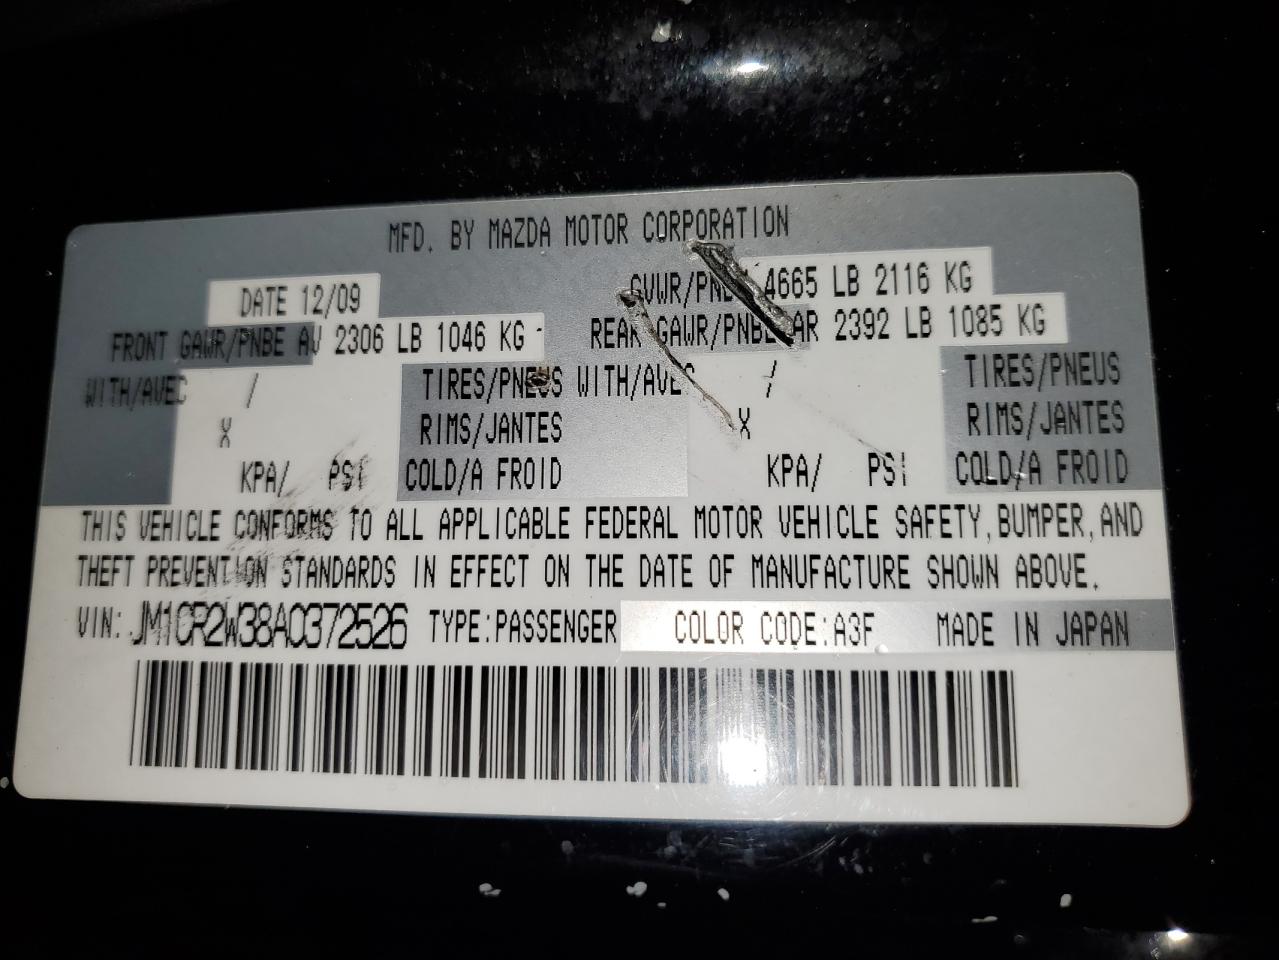 MFD. BY MAZDA MOTOR CORPORATION
DATE 12/09 GVWR/PNBV 4665 LB 2116 KG
FRONT GAWR/PNBE AV 2306 LB 1046 KG REAR GAWR/PNBE AR 2392 LB 1085 KG
WITH/AVEC / TIRES/PNEUS WITH/AVEC / TIRES/PNEUS
X RIMS/JANTES X RIMS/JANTES
KPA/ PSI COLD/A FROID KPA/ PSI COLD/A FROID
THIS VEHICLE CONFORMS TO ALL APPLICABLE FEDERAL MOTOR VEHICLE SAFETY, BUMPER, AND
THEFT PREVENTION STANDARDS IN EFFECT ON THE DATE OF MANUFACTURE SHOWN ABOVE.
VIN: JM1CR2W38A0372526 TYPE:PASSENGER COLOR CODE:A3F MADE IN JAPAN